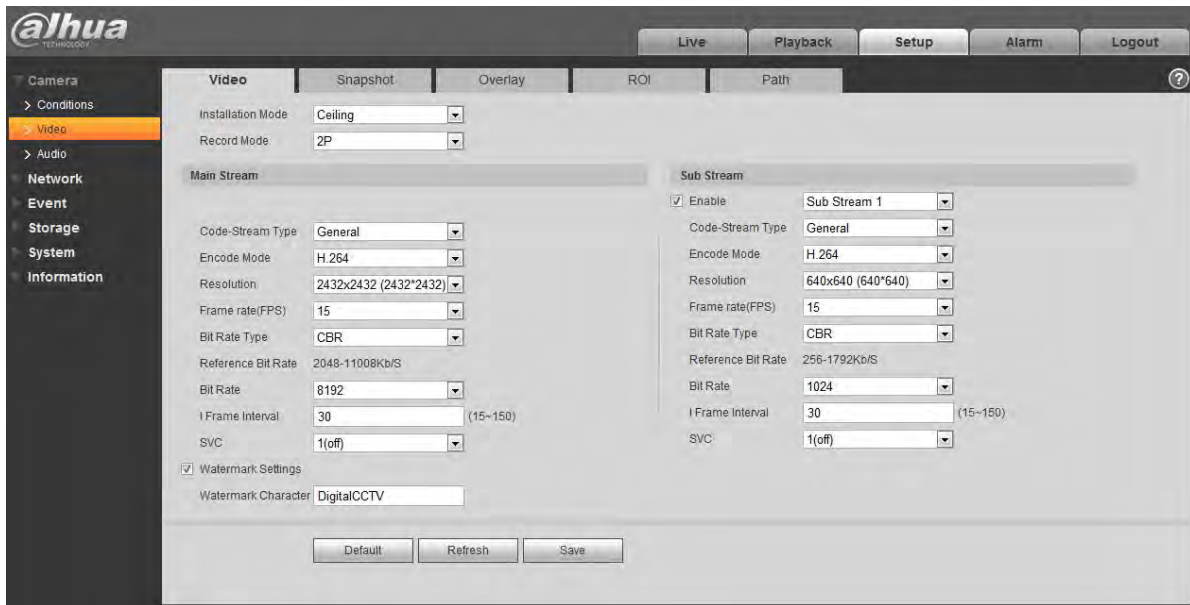 alhua
TECHNOLOGY
Live Playback Setup Alarm Logout
Camera
> Conditions
> Video
> Audio
Network
Event
Storage
System
Information
Video Snapshot Overlay ROI Path ?
Installation Mode Ceiling
Record Mode 2P
Main Stream
Code-Stream Type General
Encode Mode H.264
Resolution 2432x2432 (2432*2432)
Frame rate(FPS) 15
Bit Rate Type CBR
Reference Bit Rate 2048-11008Kb/S
Bit Rate 8192
I Frame Interval 30 (15~150)
SVC 1(off)
Watermark Settings
Watermark Character DigitalCCTV
Sub Stream
Enable Sub Stream 1
Code-Stream Type General
Encode Mode H.264
Resolution 640x640 (640*640)
Frame rate(FPS) 15
Bit Rate Type CBR
Reference Bit Rate 256-1792Kb/S
Bit Rate 1024
I Frame Interval 30 (15~150)
SVC 1(off)
Default Refresh Save